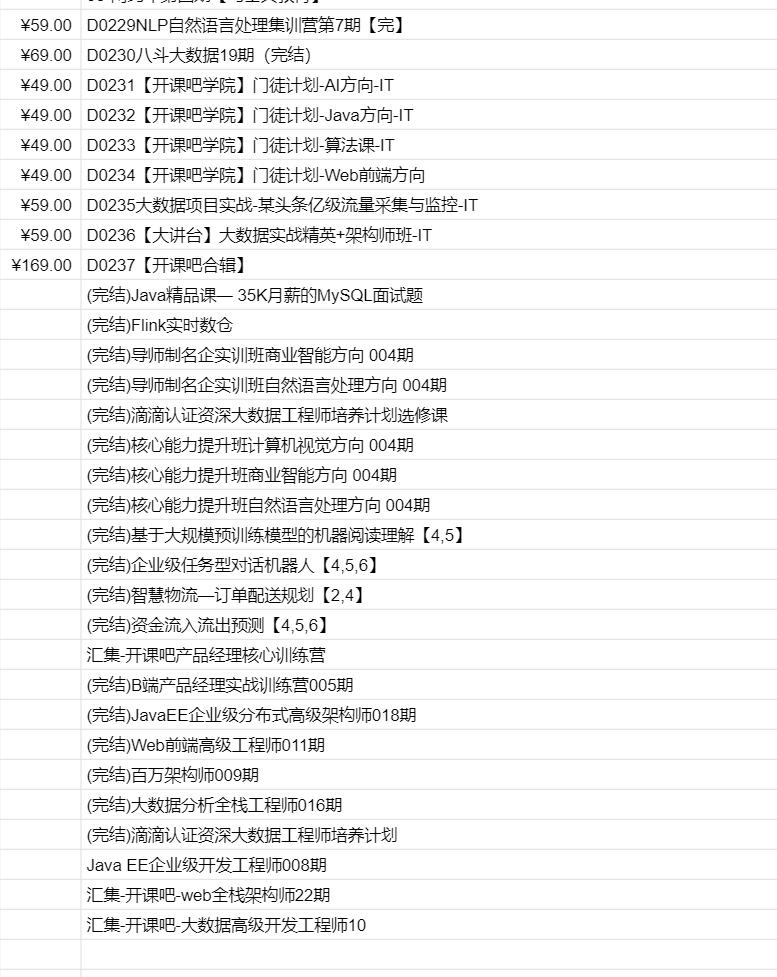 ¥59.00 D0229NLP自然语言处理集训营第7期【完】
¥69.00 D0230八斗大数据19期（完结）
¥49.00 D0231【开课吧学院】门徒计划-AI方向-IT
¥49.00 D0232【开课吧学院】门徒计划-Java方向-IT
¥49.00 D0233【开课吧学院】门徒计划-算法课-IT
¥49.00 D0234【开课吧学院】门徒计划-Web前端方向
¥59.00 D0235大数据项目实战-某头条亿级流量采集与监控-IT
¥59.00 D0236【大讲台】大数据实战精英+架构师班-IT
¥169.00 D0237【开课吧合辑】
(完结)Java精品课— 35K月薪的MySQL面试题
(完结)Flink实时数仓
(完结)导师制名企实训班商业智能方向 004期
(完结)导师制名企实训班自然语言处理方向 004期
(完结)滴滴认证资深大数据工程师培养计划选修课
(完结)核心能力提升班计算机视觉方向 004期
(完结)核心能力提升班商业智能方向 004期
(完结)核心能力提升班自然语言处理方向 004期
(完结)基于大规模预训练模型的机器阅读理解【4,5】
(完结)企业级任务型对话机器人【4,5,6】
(完结)智慧物流—订单配送规划【2,4】
(完结)资金流入流出预测【4,5,6】
汇集-开课吧产品经理核心训练营
(完结)B端产品经理实战训练营005期
(完结)JavaEE企业级分布式高级架构师018期
(完结)Web前端高级工程师011期
(完结)百万架构师009期
(完结)大数据分析全栈工程师016期
(完结)滴滴认证资深大数据工程师培养计划
Java EE企业级开发工程师008期
汇集-开课吧-web全栈架构师22期
汇集-开课吧-大数据高级开发工程师10